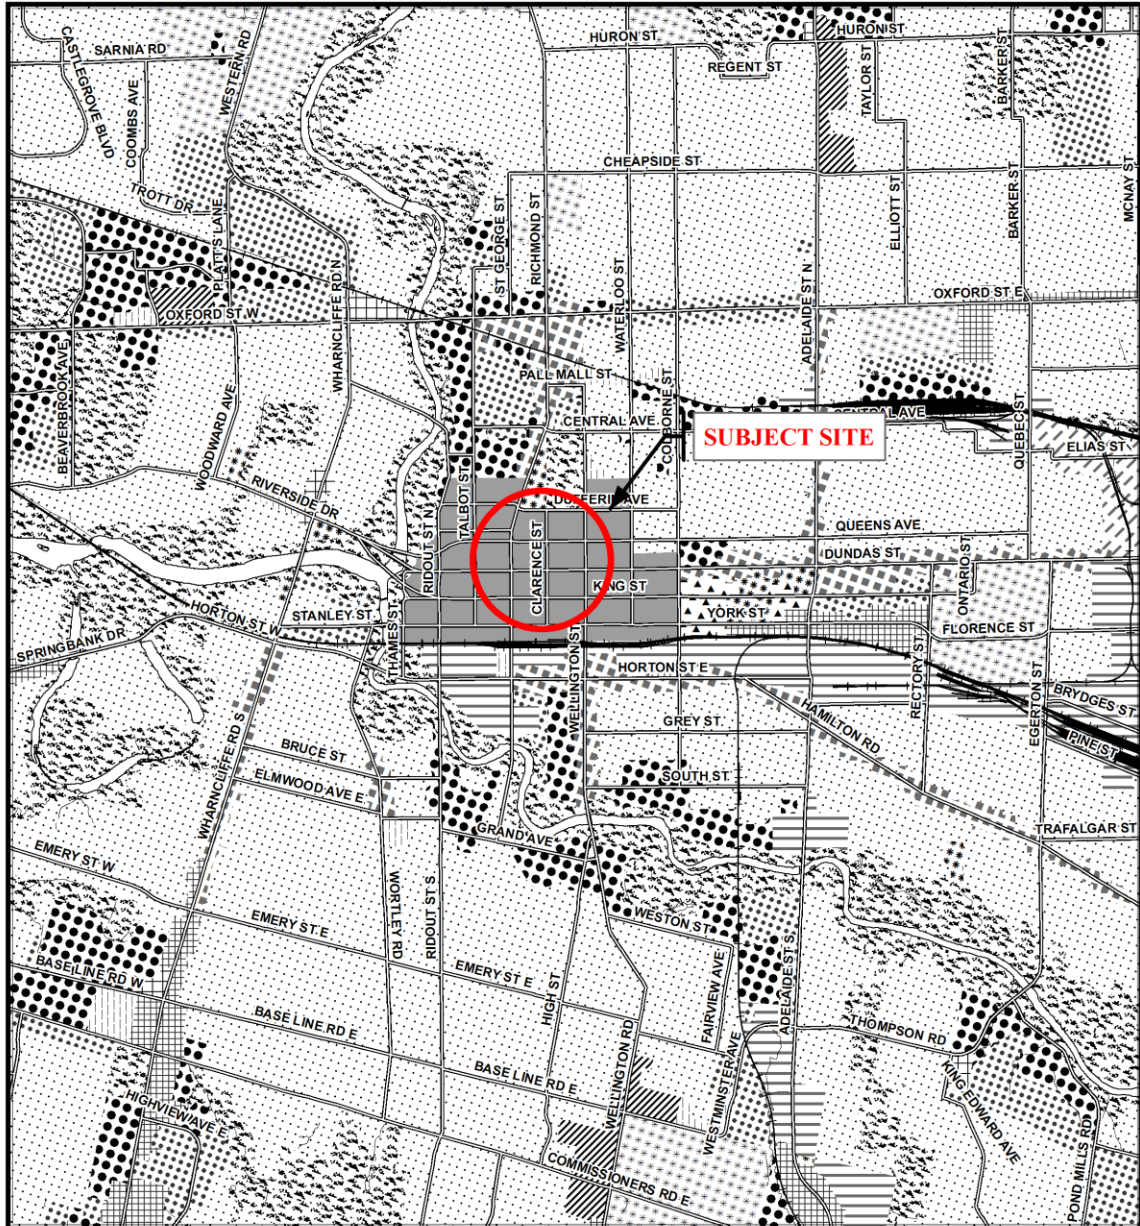 HURON ST
HURON ST
SARNIA RD
WESTERN RD
CASTLEGROVE BLVD
COOMBS AVE
REGENT ST
TAYLOR ST
BARKER ST
CHEAPSIDE ST
TROTT DR
PLATT'S LANE
ST GEORGE ST
RICHMOND ST
ELLIOTT ST
BARKER ST
MCNAY ST
WHARNCLIFFE RD N
WATERLOO ST
ADELAIDE ST N
OXFORD ST E
OXFORD ST W
BEAVERBROOK AVE
WOODWARD AVE
PALL MALL ST
CENTRAL AVE
COLBORNE ST
SUBJECT SITE
CENTRAL AVE
QUEBEC ST
ELIAS ST
RIVERSIDE DR
RIDOUT ST N
TALBOT ST
DUFFERIN AVE
CLARENCE ST
QUEENS AVE
DUNDAS ST
KING ST
ONTARIO ST
HORTON ST W
STANLEY ST
THAMES ST
YORK ST
FLORENCE ST
SPRINGBANK DR
WELLINGTON ST
HORTON ST E
RECTORY ST
EGERTON ST
BRYDGES ST
PINE ST
GREY ST
HAMILTON RD
WHARNCLIFFE RD S
BRUCE ST
ELMWOOD AVE E
SOUTH ST
GRAND AVE
TRAFALGAR ST
EMERY ST W
WORTLEY RD
RIDOUT ST S
EMERY ST E
WESTON ST
EMERY ST E
HIGH ST
FAIRVIEW AVE
ADELAIDE ST S
BASE LINE RD W
BASE LINE RD E
THOMPSON RD
BASE LINE RD E
WELLINGTON RD
WESTMINSTER AVE
KING EDWARD AVE
HIGHVIEW AVE E
COMMISSIONERS RD E
POND MILLS RD